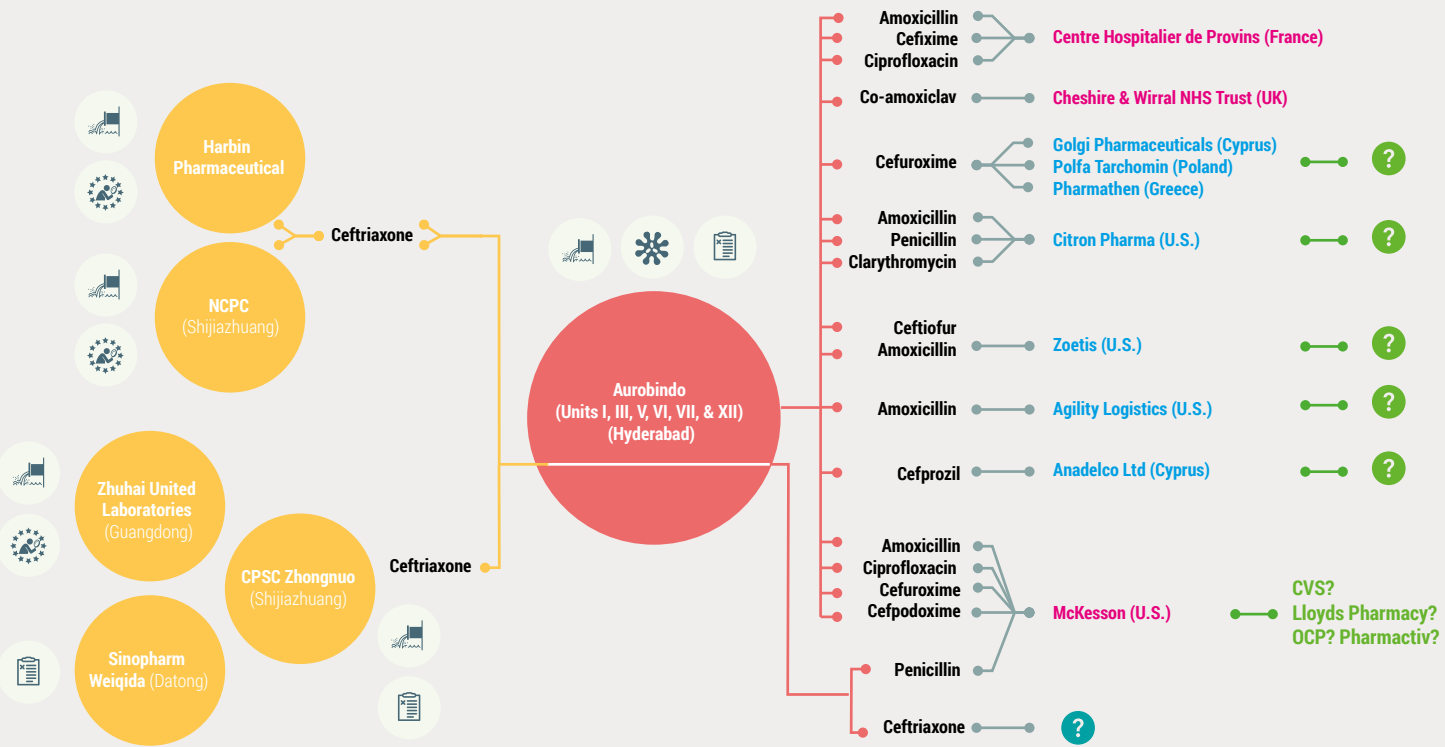 Harbin
Pharmaceutical
NCPC
(Shijiazhuang)
Ceftriaxone
Zhuhai United
Laboratories
(Guangdong)
CPSC Zhongnuo
(Shijiazhuang)
Sinopharm
Weiqida (Datong)
Ceftriaxone
Aurobindo
(Units I, III, V, VI, VII, & XII)
(Hyderabad)
Amoxicillin
Cefixime
Ciprofloxacin
Centre Hospitalier de Provins (France)
Co-amoxiclav
Cheshire & Wirral NHS Trust (UK)
Cefuroxime
Golgi Pharmaceuticals (Cyprus)
Polfa Tarchomin (Poland)
Pharmathen (Greece)
?
Amoxicillin
Penicillin
Clarythromycin
Citron Pharma (U.S.)
?
Ceftiofur
Amoxicillin
Zoetis (U.S.)
?
Amoxicillin
Agility Logistics (U.S.)
?
Cefprozil
Anadelco Ltd (Cyprus)
?
Amoxicillin
Ciprofloxacin
Cefuroxime
Cefpodoxime
Penicillin
McKesson (U.S.)
CVS?
Lloyds Pharmacy?
OCP? Pharmactiv?
Ceftriaxone
?